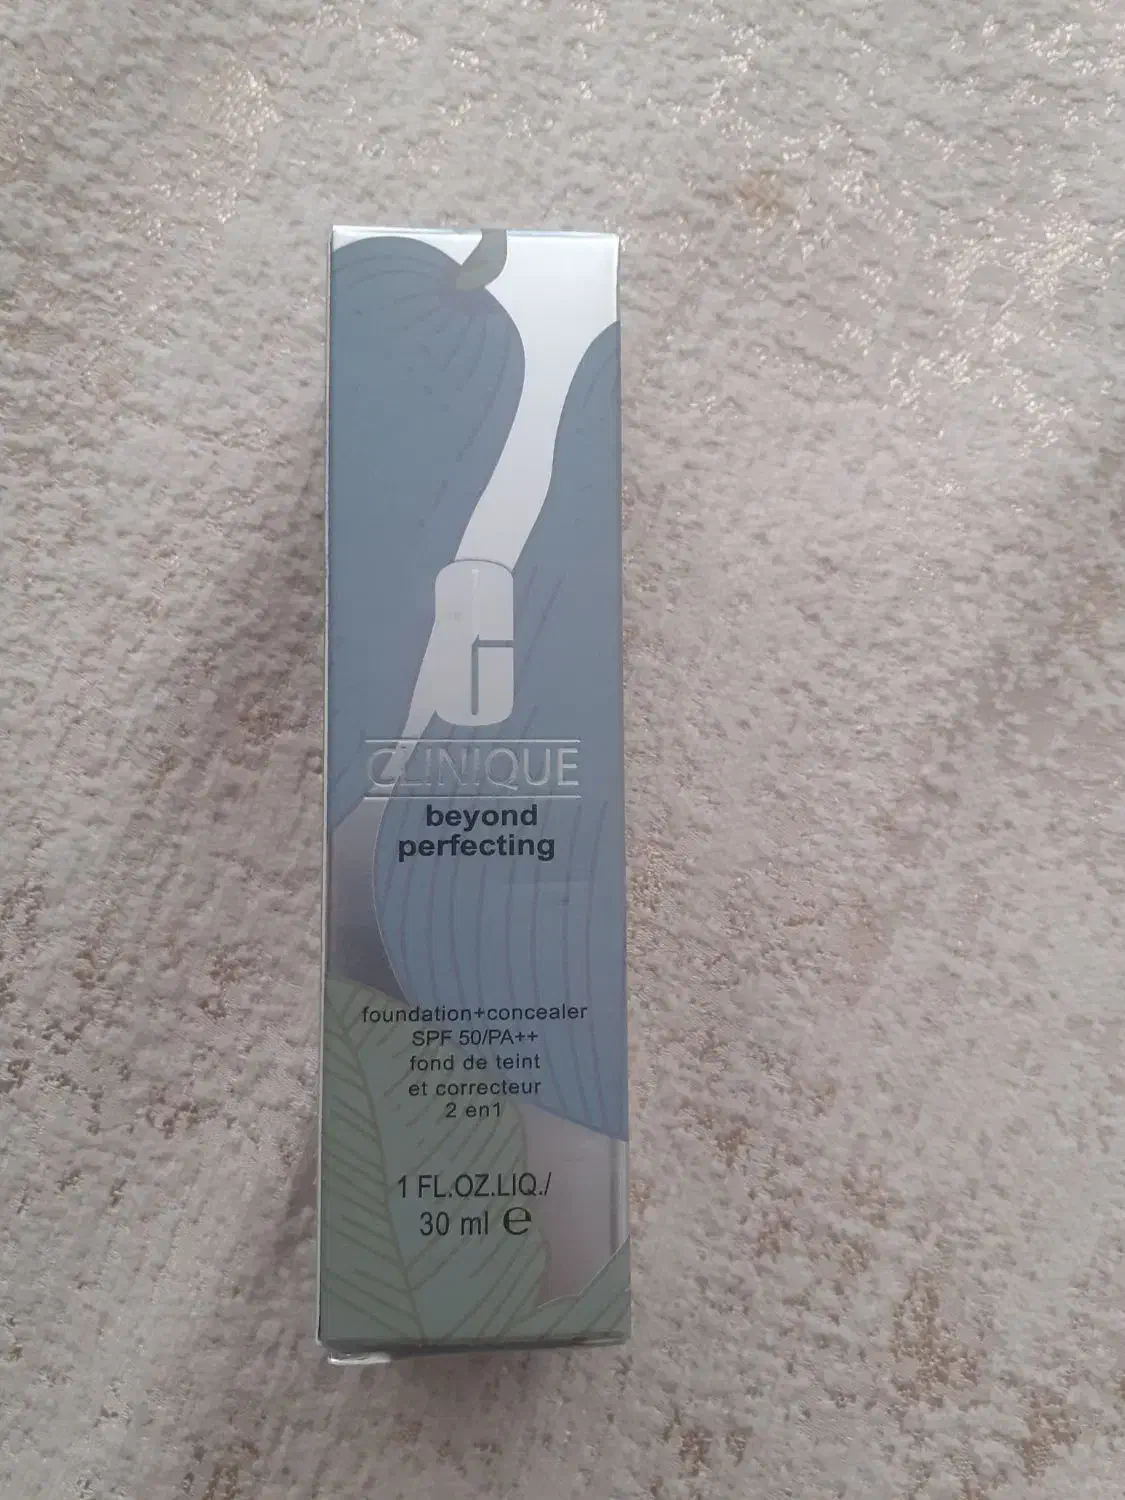 CLINIQUE
beyond
perfecting
foundation+concealer
SPF 50/PA++
fond de teint
et correcteur
2 en1
1 FL.OZ.LIQ./
30 ml ℮